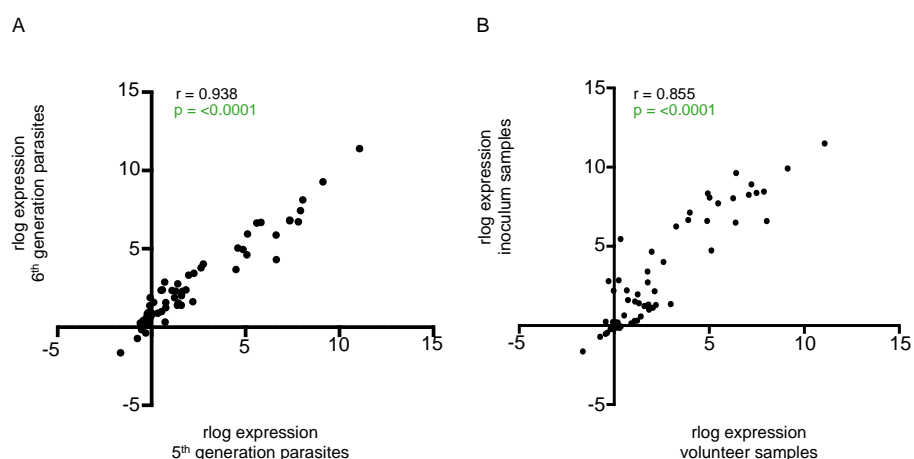 A
B
r = 0.938
p = <0.0001
rlog expression
6th generation parasites
15
10
5
-5
-5
5
10
15
rlog expression
5th generation parasites
r = 0.855
p = <0.0001
rlog expression
inoculum samples
15
10
5
-5
-5
5
10
15
rlog expression
volunteer samples